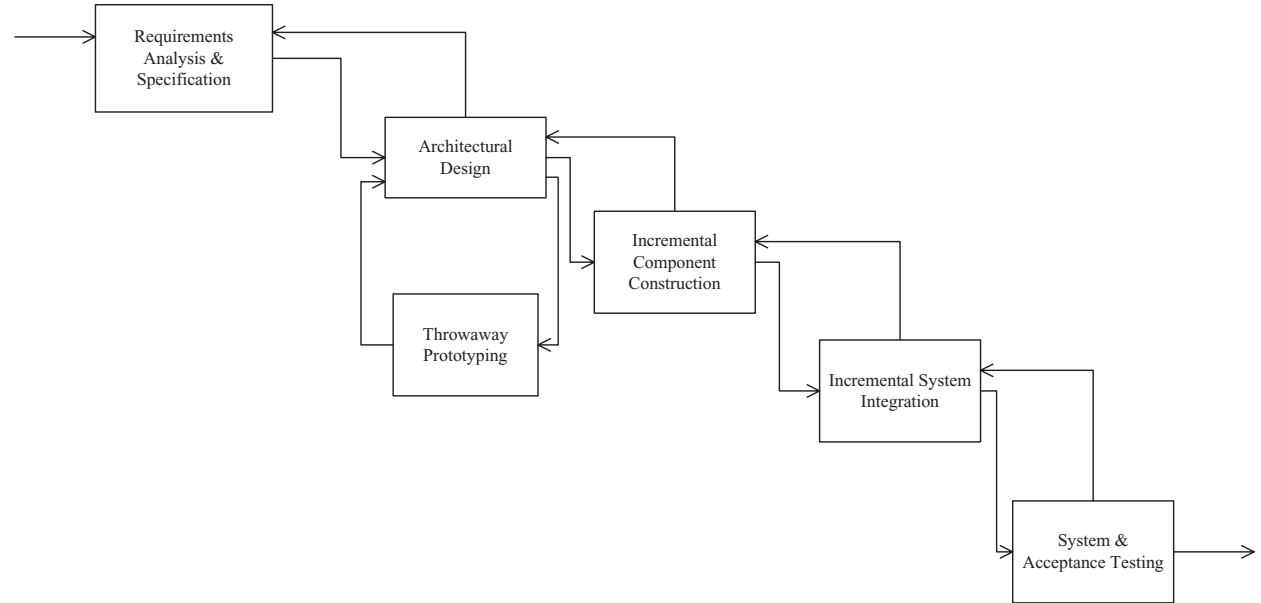 Requirements
Analysis &
Specification
Architectural
Design
Incremental
Component
Construction
Throwaway
Prototyping
Incremental System
Integration
System &
Acceptance Testing